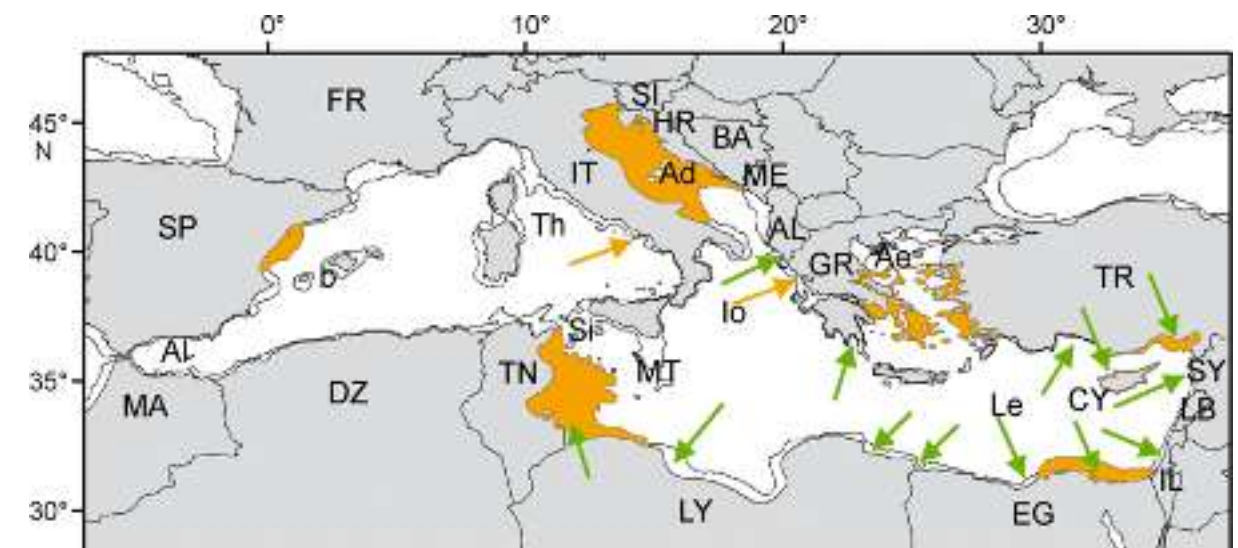 0° 10° 20° 30°
45°
N
40°
35°
30°
FR
SI
HR
BA
IT
Ad
ME
SP
Th
AL
b
GR
Ae
TR
Io
Al
Si
TN
MT
SY
MA
DZ
Le
CY
LB
LY
EG
IL